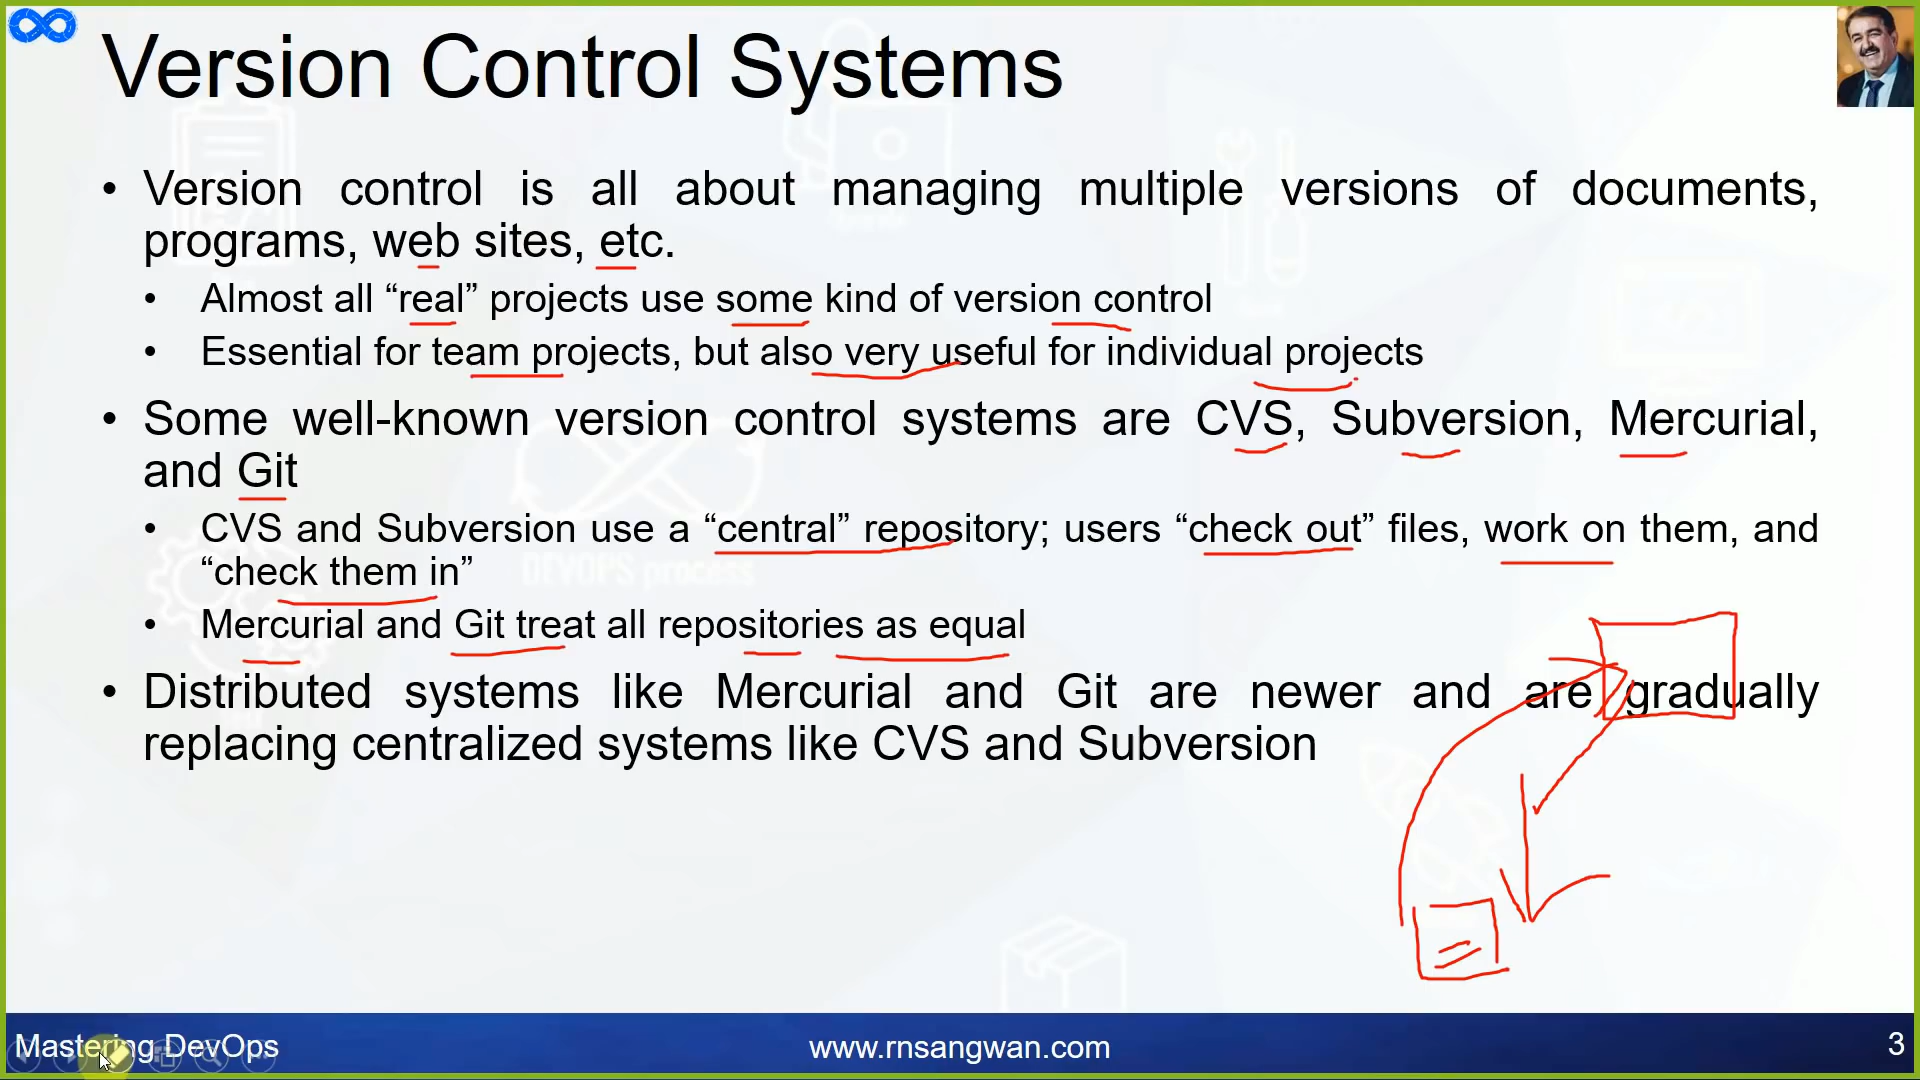 Version Control Systems
• Version control is all about managing multiple versions of documents,
programs, web sites, etc.
• Almost all “real” projects use some kind of version control
• Essential for team projects, but also very useful for individual projects
• Some well-known version control systems are CVS, Subversion, Mercurial,
and Git
• CVS and Subversion use a “central” repository; users “check out” files, work on them, and
“check them in”
• Mercurial and Git treat all repositories as equal
• Distributed systems like Mercurial and Git are newer and are gradually
replacing centralized systems like CVS and Subversion
DEVOPS process
Mastering DevOps
www.rnsangwan.com
3